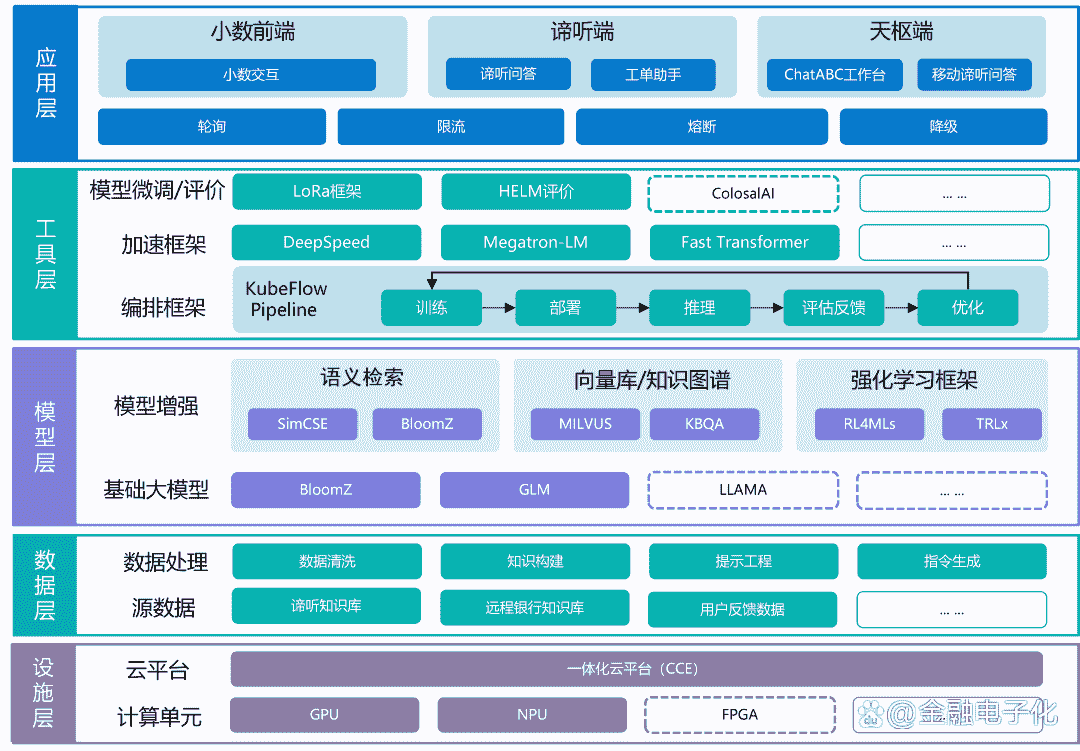 应用层
小数前端
小数交互
谛听端
谛听问答
工单助手
天枢端
ChatABC工作台
移动谛听问答
轮询
限流
熔断
降级
工具层
模型微调/评价
LoRa框架
HELM评价
ColosalAI
... ...
加速框架
DeepSpeed
Megatron-LM
Fast Transformer
... ...
编排框架
KubeFlow
Pipeline
训练
部署
推理
评估反馈
优化
模型层
模型增强
语义检索
SimCSE
BloomZ
向量库/知识图谱
MILVUS
KBQA
强化学习框架
RL4MLs
TRLx
基础大模型
BloomZ
GLM
LLAMA
... ...
数据层
数据处理
数据清洗
知识构建
提示工程
指令生成
源数据
谛听知识库
远程银行知识库
用户反馈数据
... ...
设施层
云平台
一体化云平台（CCE）
计算单元
GPU
NPU
FPGA
du @金融电子化